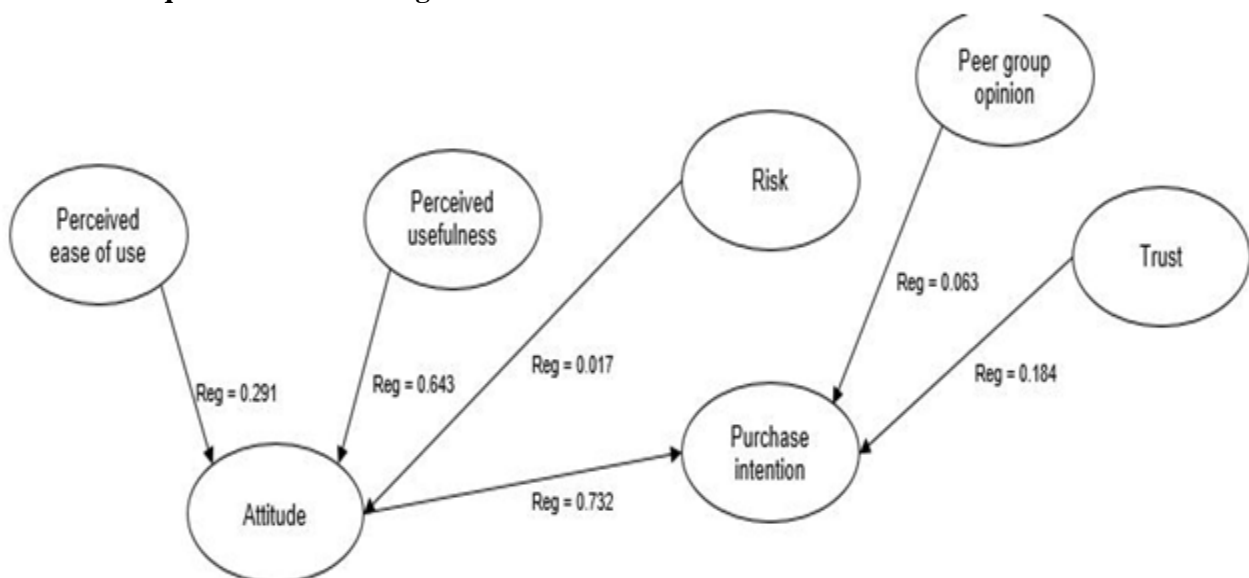 Peer group
opinion
Risk
Perceived
usefulness
Perceived
ease of use
Trust
Reg = 0.063
Reg = 0.017
Reg = 0.184
Reg = 0.643
Reg = 0.291
Purchase
intention
Reg = 0.732
Attitude